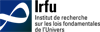 Irfu
Institut de recherche
sur les lois fondamentales
de l'Univers